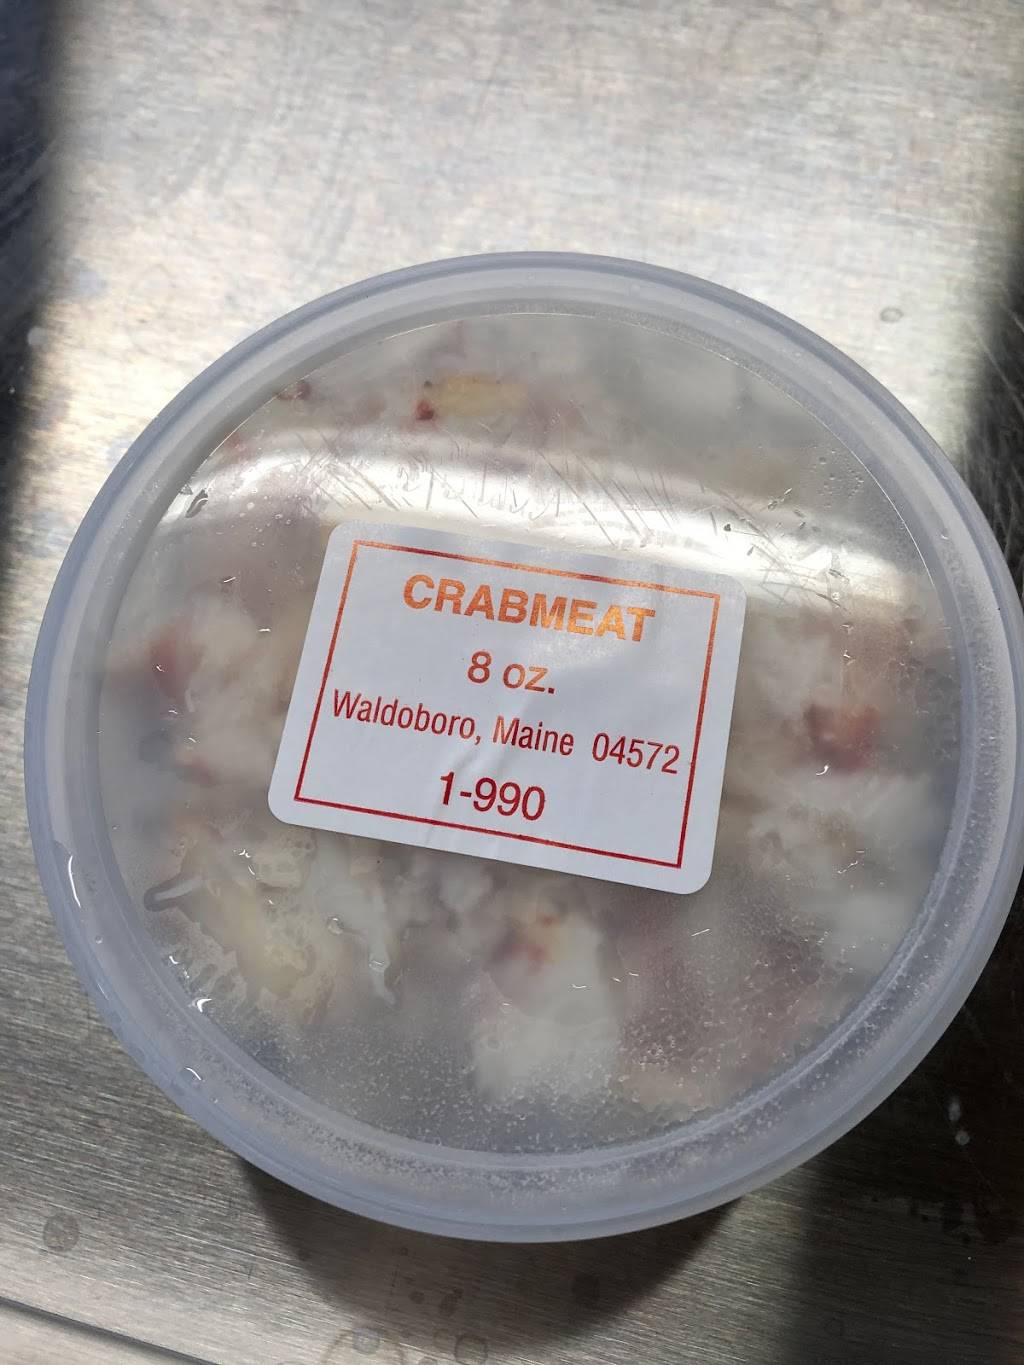 CRABMEAT
8 oz.
Waldoboro, Maine 04572
1-990